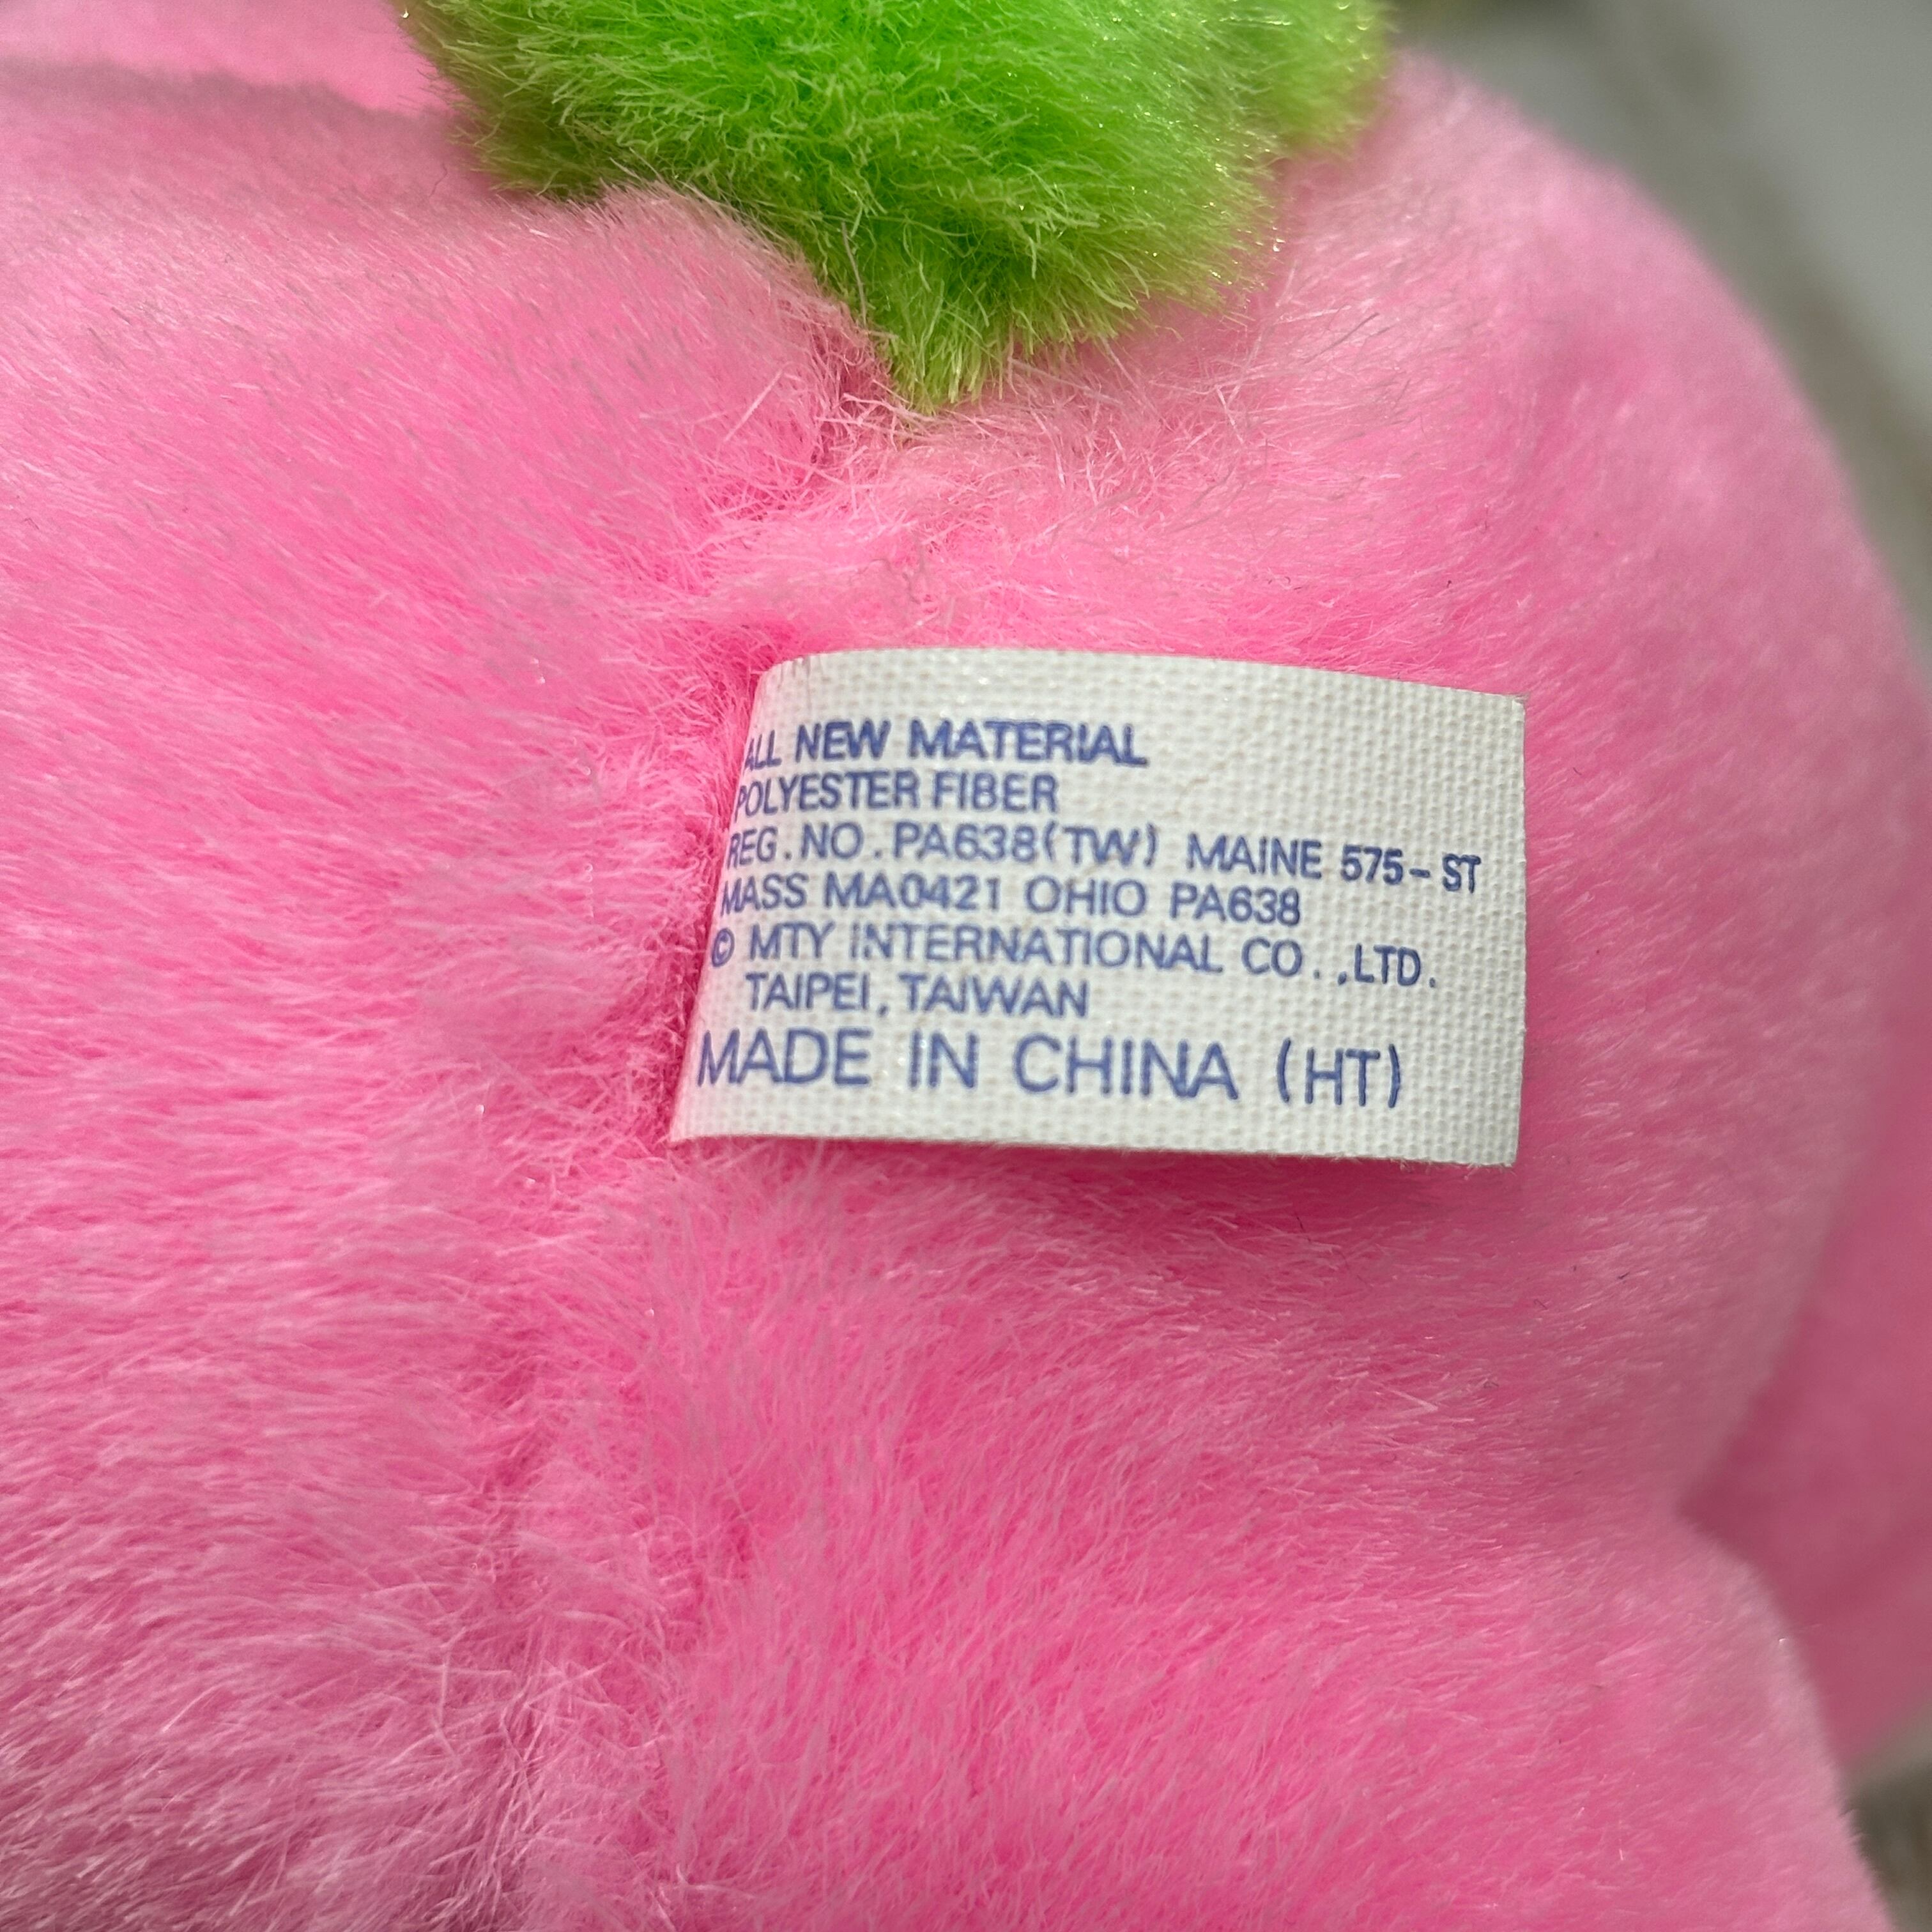 ALL NEW MATERIAL
POLYESTER FIBER
REG.NO.PA638(TW) MAINE 575-ST
MASS MA0421 OHIO PA638
© MTY INTERNATIONAL CO.,LTD.
TAIPEI, TAIWAN
MADE IN CHINA (HT)